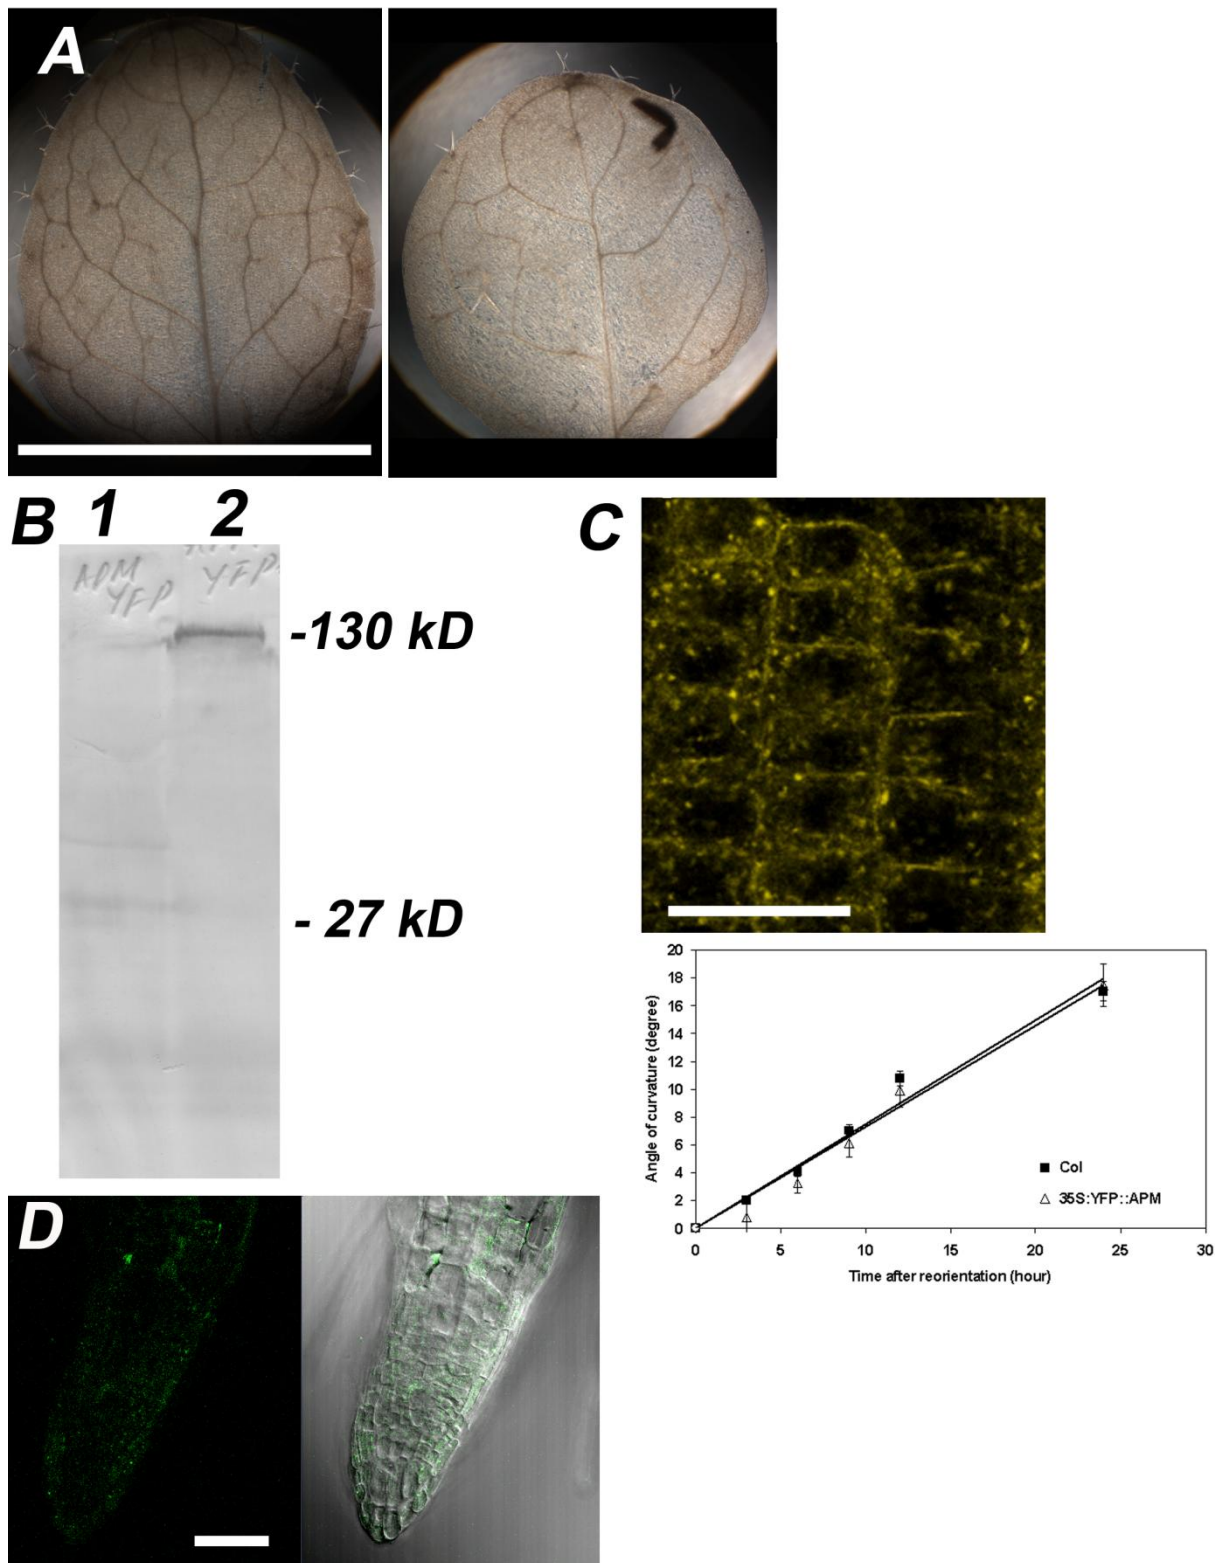 A
B
1
2
C
APM
YFP
YFP
-130 kD
- 27 kD
20
18
16
14
12
10
8
6
4
2
0
Angle of curvature (degree)
■ Col
△ 35S:YFP::APM
0
5
10
15
20
25
30
Time after reorientation (hour)
D